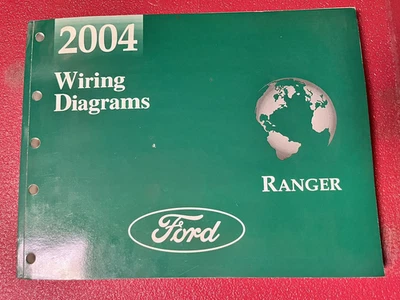 2004
Wiring
Diagrams
RANGER
Ford